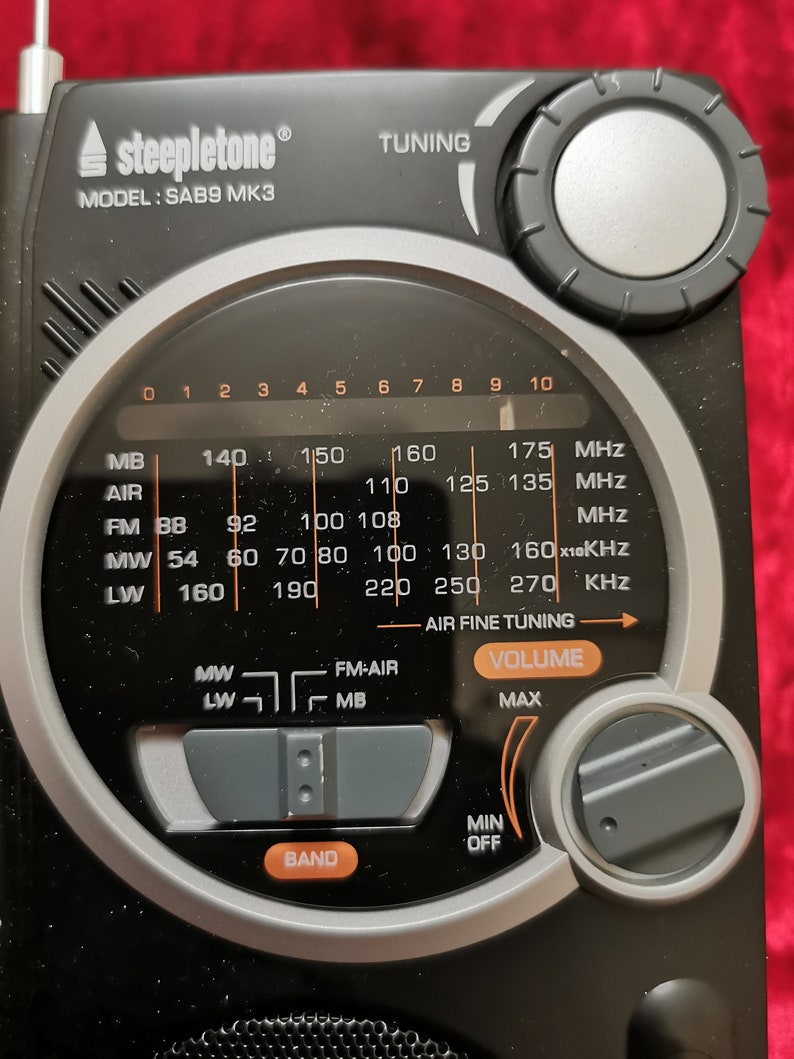 steepletone®
MODEL : SAB9 MK3
TUNING
0 1 2 3 4 5 6 7 8 9 10
MB 140 150 160 175 MHz
AIR 110 125 135 MHz
FM 88 92 100 108 MHz
MW 54 60 70 80 100 130 160 x10KHz
LW 160 190 220 250 270 KHz
AIR FINE TUNING
VOLUME
MW FM-AIR
LW MB
MAX
MIN
OFF
BAND